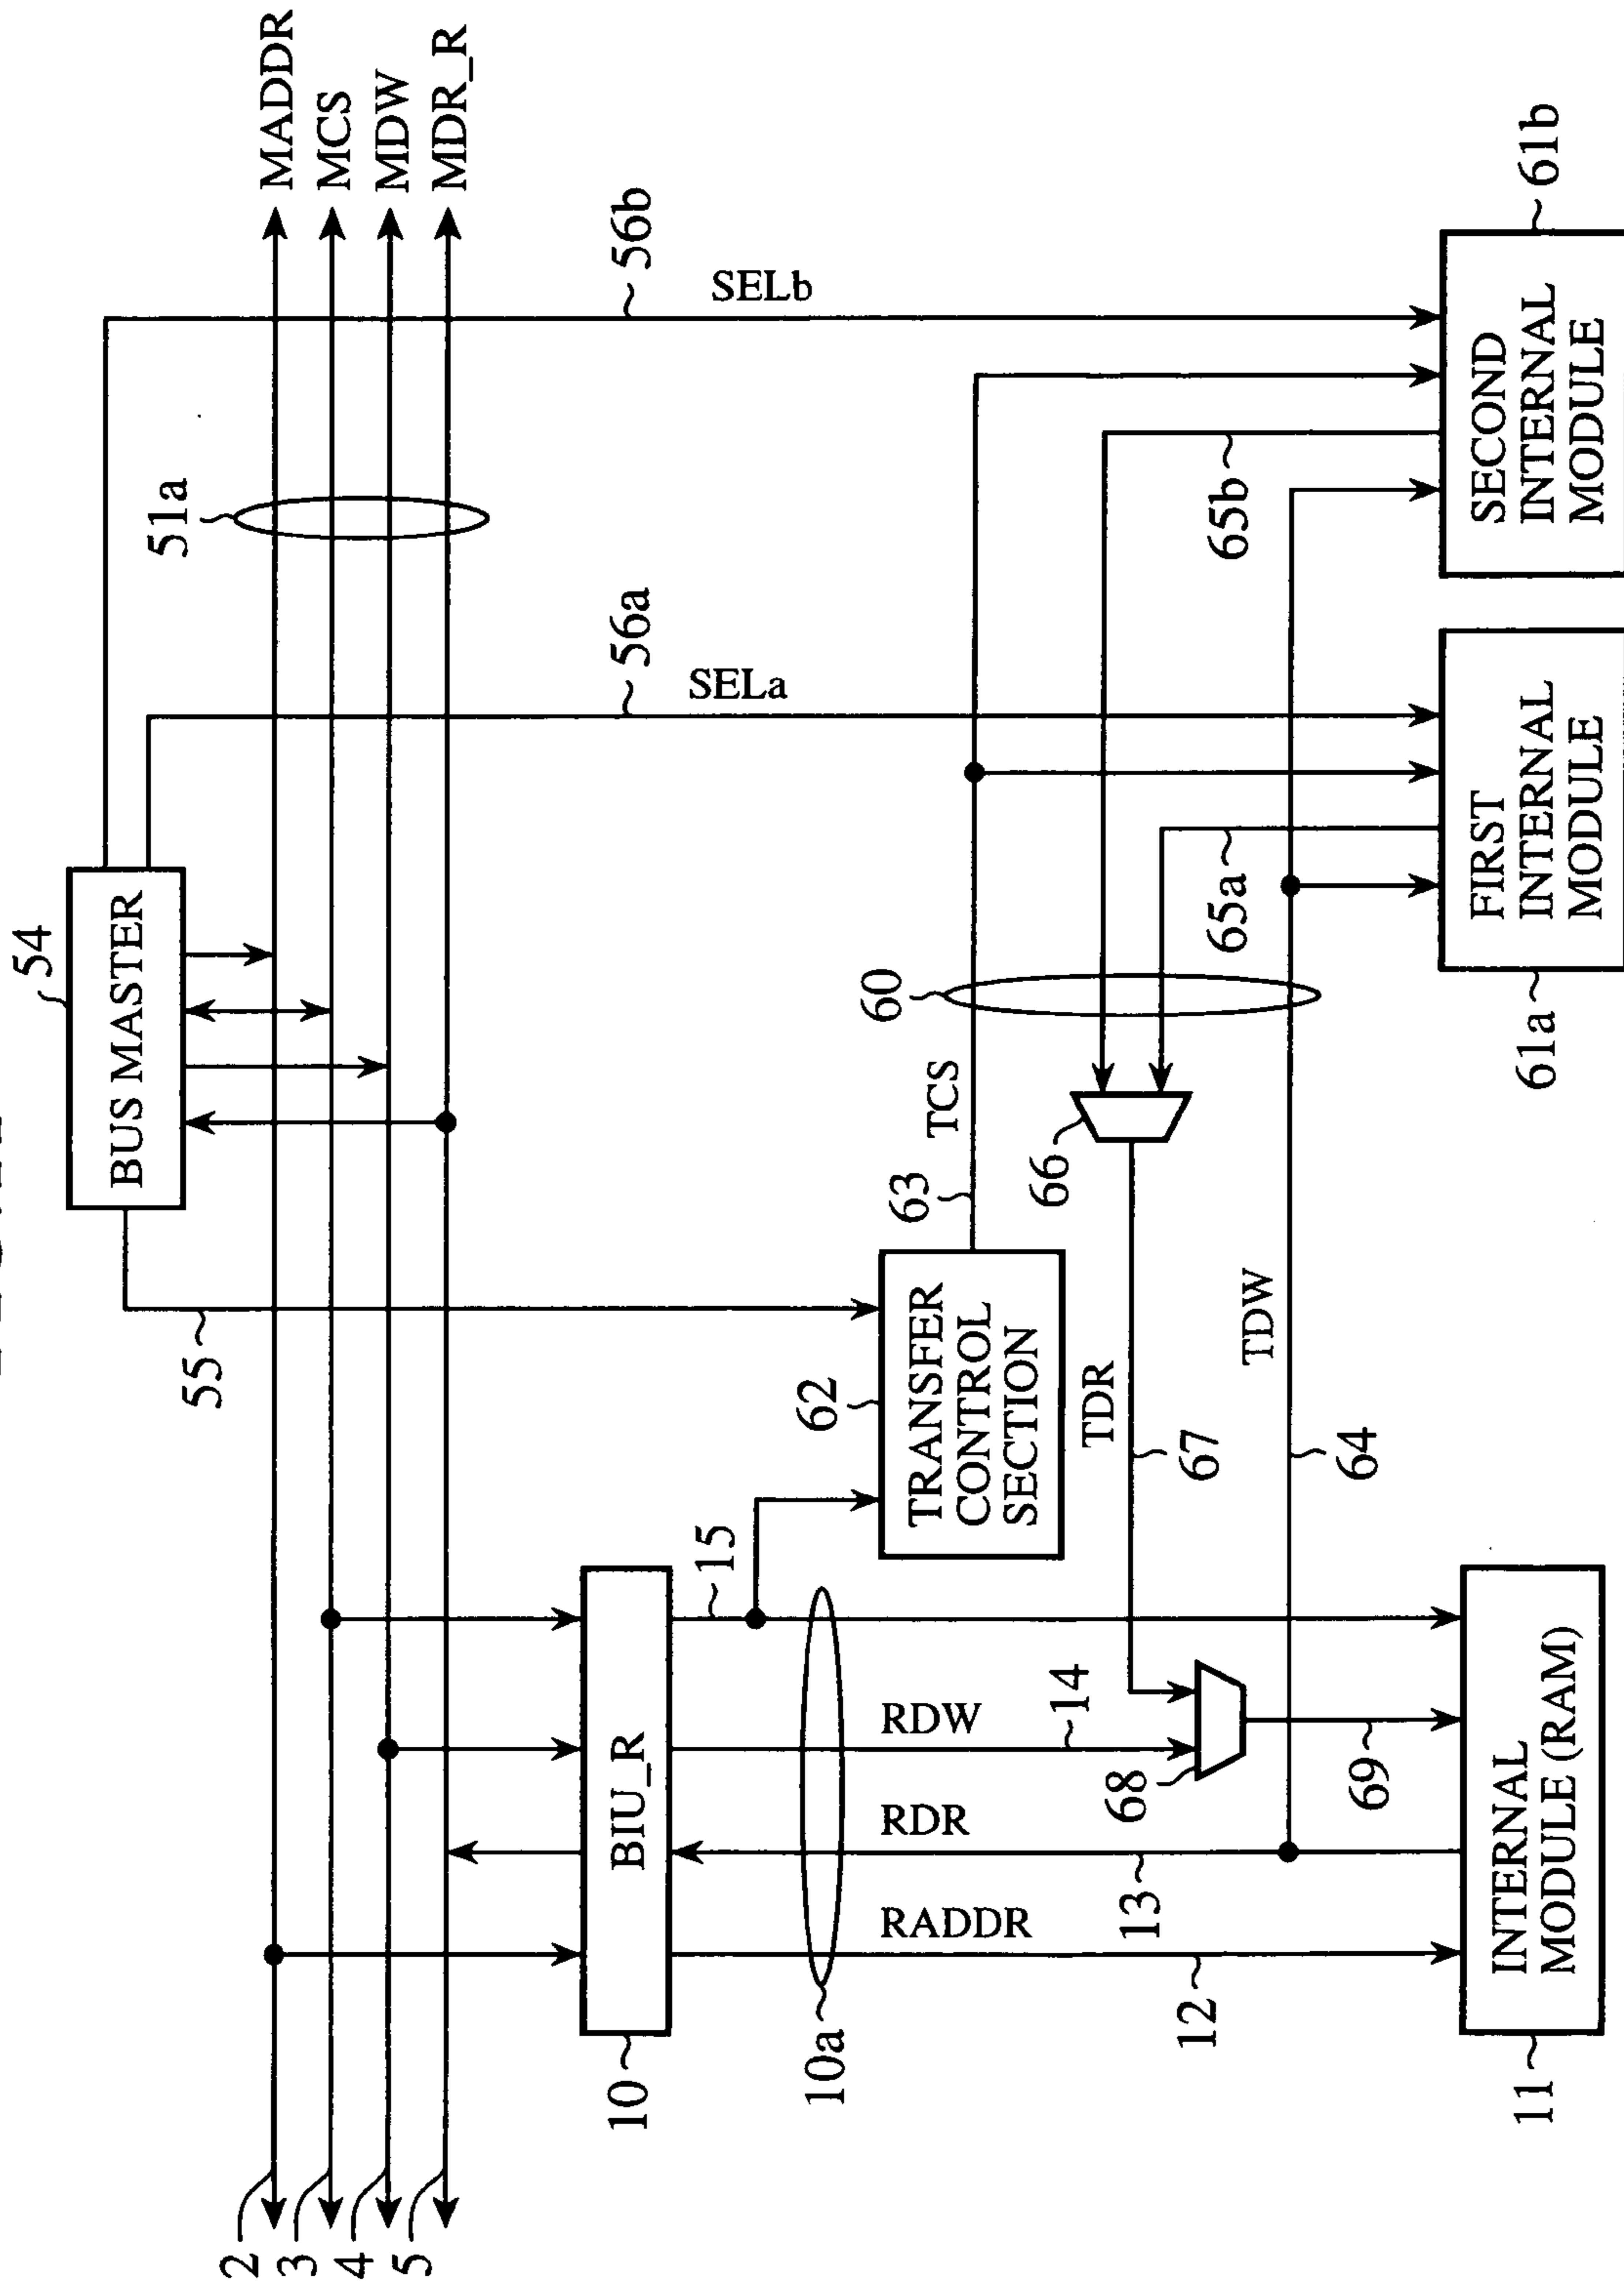 54
BUS MASTER
MADDR
MCS
MDW
MDR_R
51a
55
56a
SELa
56b
SELb
2
3
4
5
10
BIU_R
10a
15
62
TRANSFER
CONTROL
SECTION
63
TCS
60
66
65a
65b
RADDR
RDR
RDW
14
12
13
68
69
TDR
67
TDW
64
11
INTERNAL
MODULE (RAM)
61a
FIRST
INTERNAL
MODULE
61b
SECOND
INTERNAL
MODULE